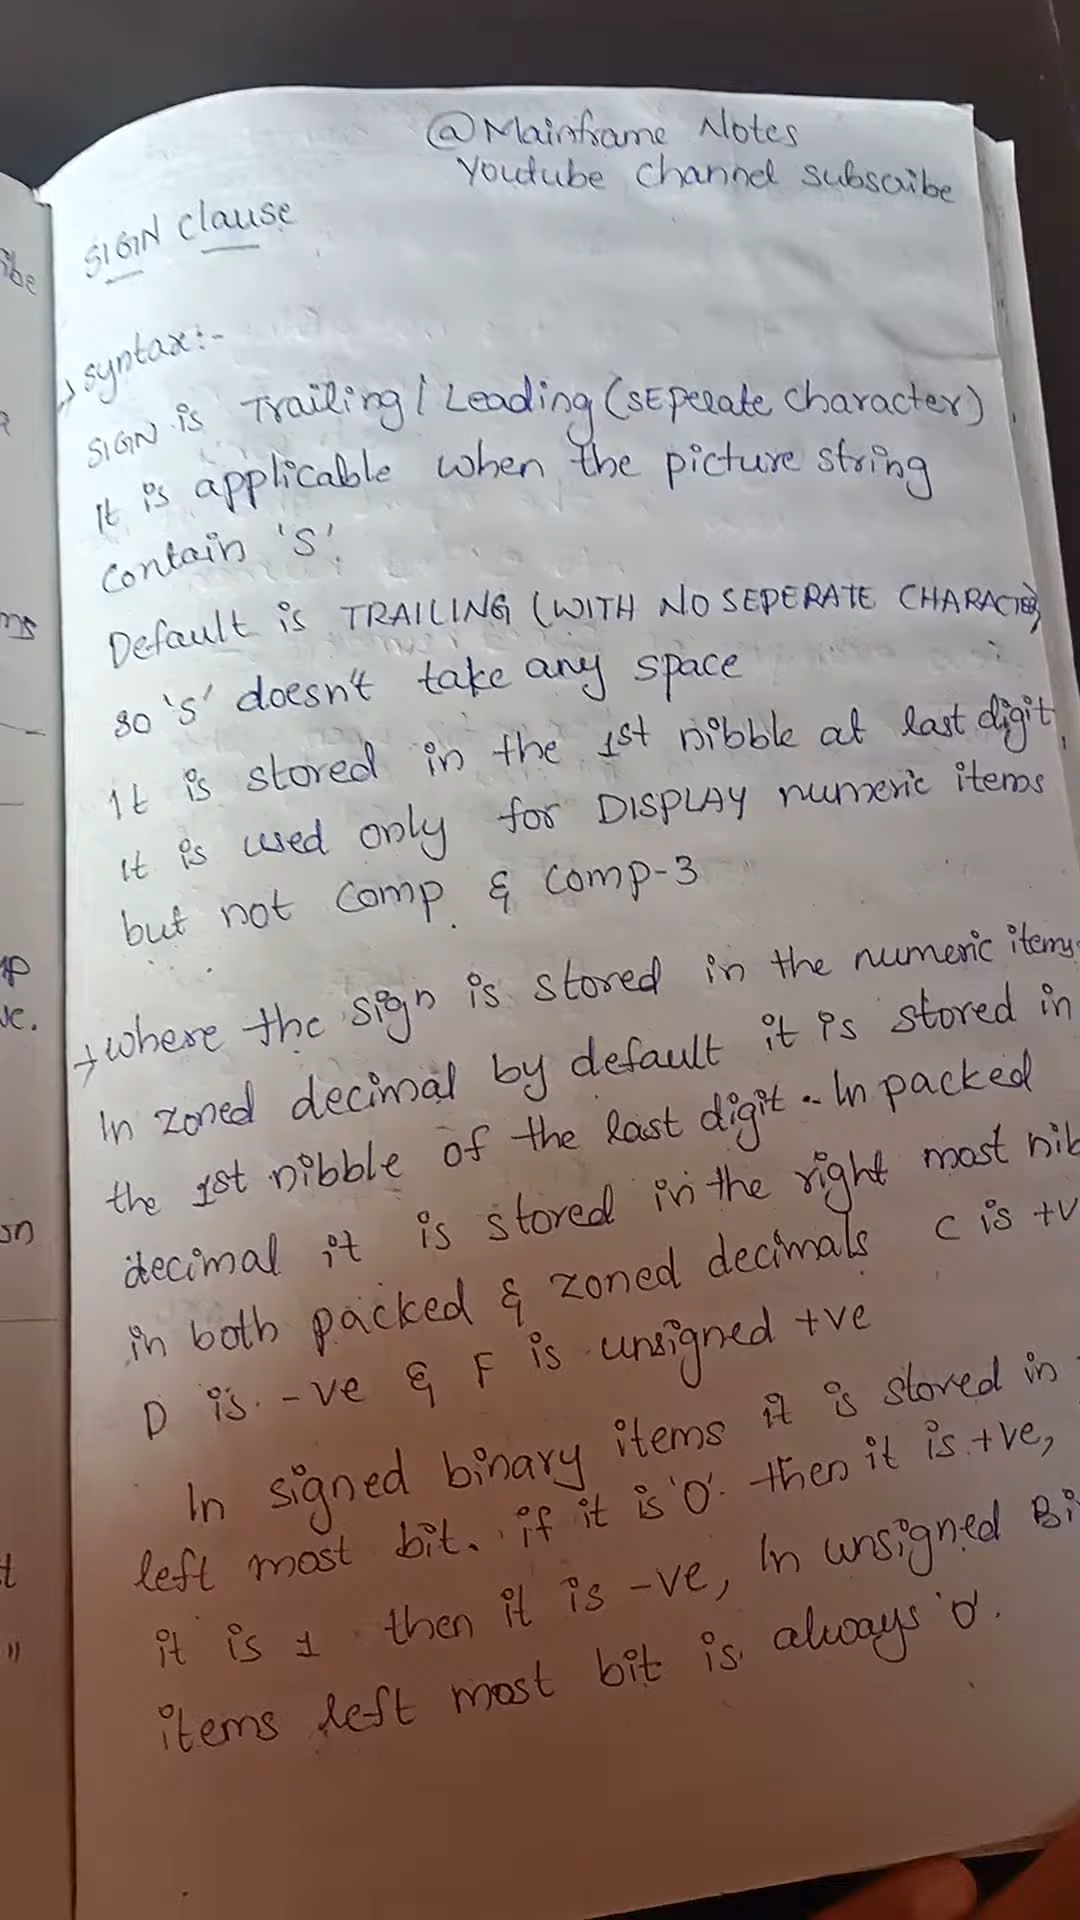 @Mainframe Notes
Youtube channel subscribe
SIGN clause
→ syntax:-
SIGN is Trailing / Leading (SEPerate character)
It is applicable when the picture string
contain 'S'.
Default is TRAILING (WITH NO SEPERATE CHARACTER)
so 's' doesn't take any space
It is stored in the 1st nibble at last digit,
It is used only for DISPLAY numeric items
but not comp & comp-3
→ where the sign is stored in the numeric items
In zoned decimal by default it is stored in
the 1st nibble of the last digit.. In packed
decimal it is stored in the right most nib
in both packed & zoned decimals C is +v
D is -ve & F is unsigned +ve
In signed binary items it is stored in
left most bit. if it is '0' then it is +ve,
it is 1 then it is -ve, In unsigned Bi
items left most bit is always '0'.